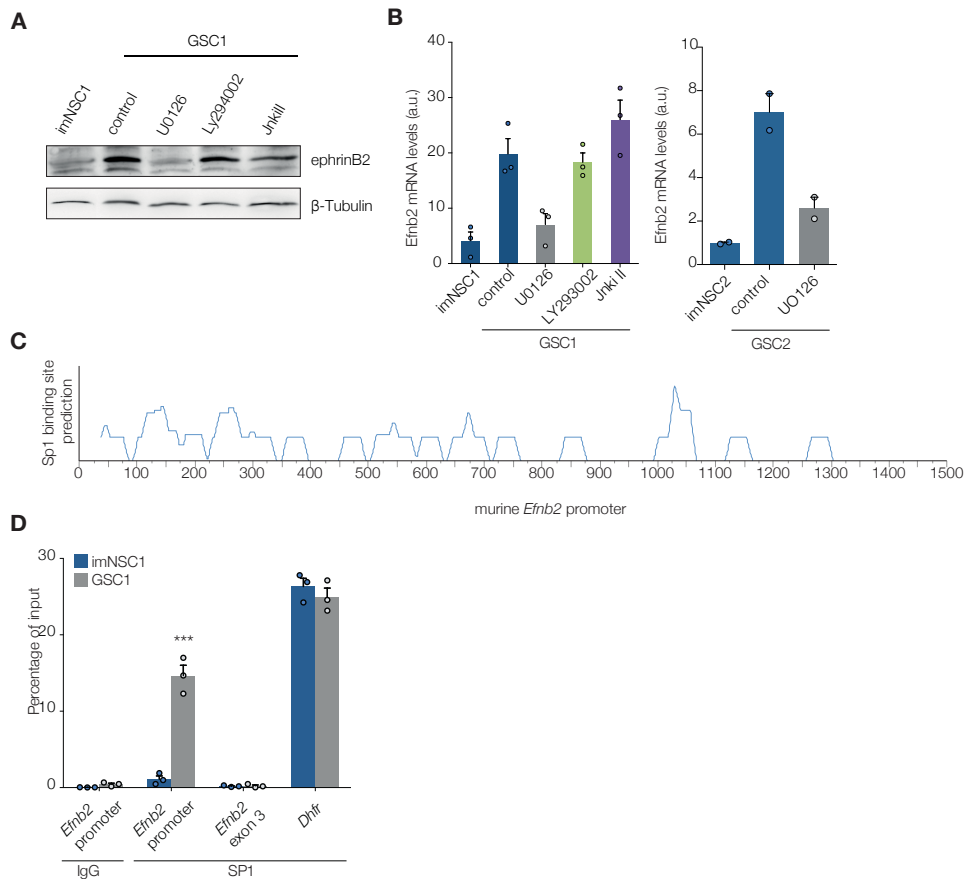 A
GSC1
imNSC1
control
U0126
Ly294002
JnkiII
ephrinB2
β-Tubulin
B
Efnb2 mRNA levels (a.u.)
40
30
20
10
0
imNSC1
control
U0126
LY293002
Jnki II
GSC1
Efnb2 mRNA levels (a.u.)
10
8
6
4
2
0
imNSC2
control
UO126
GSC2
C
Sp1 binding site
prediction
0 100 200 300 400 500 600 700 800 900 1000 1100 1200 1300 1400 1500
murine Efnb2 promoter
D
imNSC1
GSC1
Percentage of input
30
20
10
0
***
Efnb2
promoter
Efnb2
promoter
Efnb2
exon 3
Dhfr
IgG
SP1